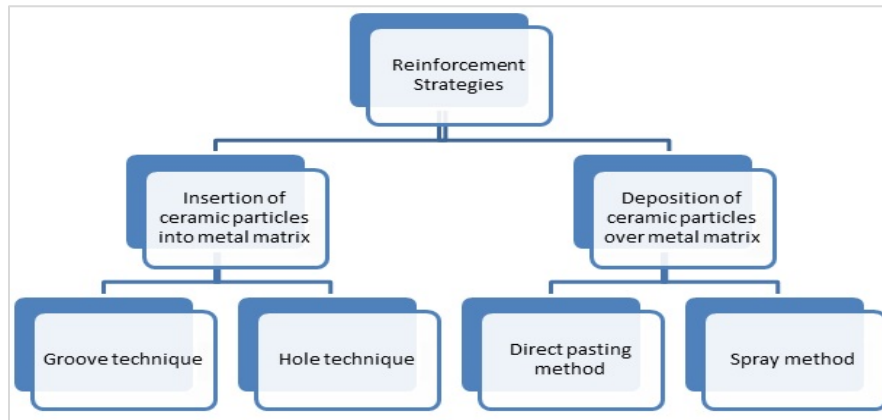 Reinforcement
Strategies
Insertion of
ceramic particles
into metal matrix
Deposition of
ceramic particles
over metal matrix
Groove technique
Hole technique
Direct pasting
method
Spray method